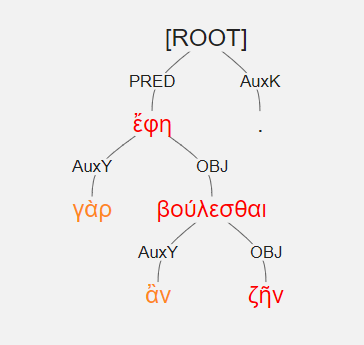 [ROOT]
PRED AuxK
ἔφη .
AuxY OBJ
γὰρ βούλεσθαι
AuxY OBJ
ἂν ζῆν